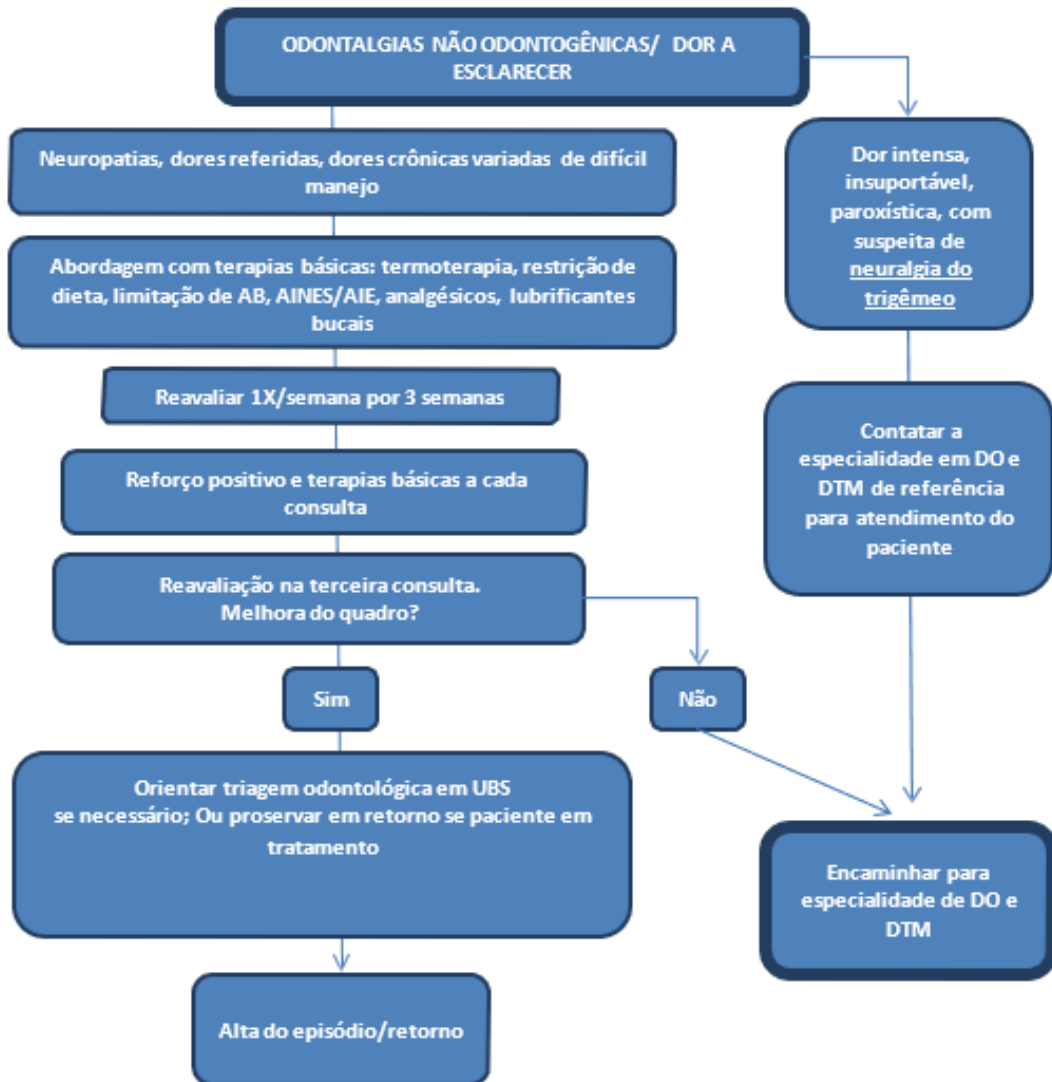 ODONTALGIAS NÃO ODONTOGÊNICAS/ DOR A
ESCLARECER
Neuropatias, dores referidas, dores crônicas variadas de difícil
manejo
Abordagem com terapias básicas: termoterapia, restrição de
dieta, limitação de AB, AINES/AIE, analgésicos, lubrificantes
bucais
Reavaliar 1X/semana por 3 semanas
Reforço positivo e terapias básicas a cada
consulta
Reavaliação na terceira consulta.
Melhora do quadro?
Sim
Não
Orientar triagem odontológica em UBS
se necessário; Ou proservar em retorno se paciente em
tratamento
Alta do episódio/retorno
Dor intensa,
insuportável,
paroxística, com
suspeita de
neuralgia do
trigêmeo
Contatar a
especialidade em DO e
DTM de referência
para atendimento do
paciente
Encaminhar para
especialidade de DO e
DTM